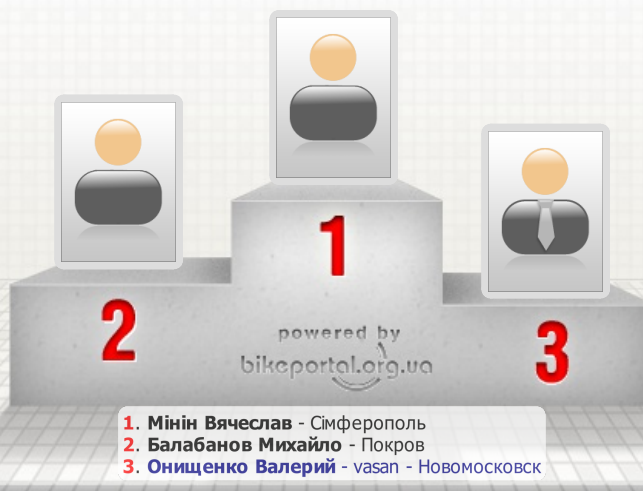 1
2
3
powered by
bikeportal.org.ua
1. Мінін Вячеслав - Сімферополь
2. Балабанов Михайло - Покров
3. Онищенко Валерий - vasan - Новомосковск